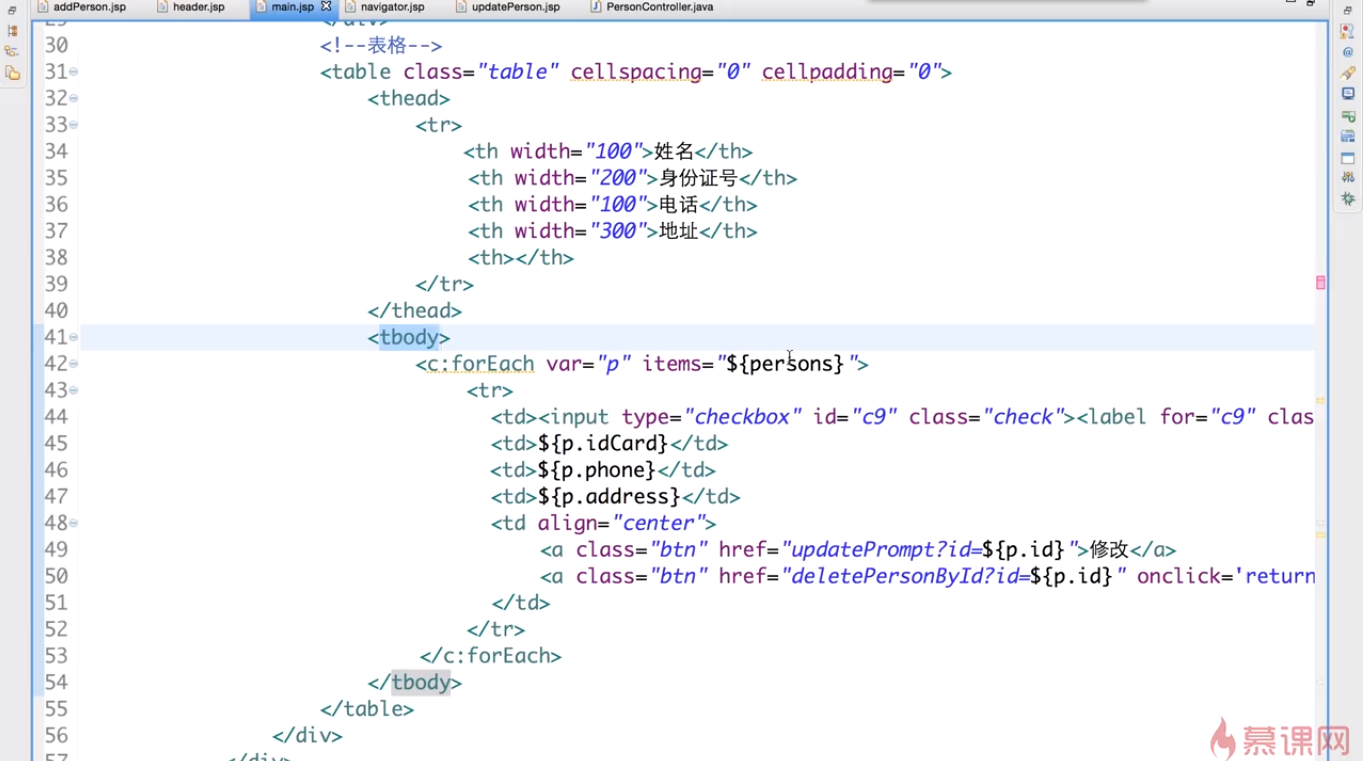 addPerson.jsp header.jsp main.jsp navigator.jsp updatePerson.jsp PersonController.java
30 <!--表格-->
31 <table class="table" cellspacing="0" cellpadding="0">
32 <thead>
33 <tr>
34 <th width="100">姓名</th>
35 <th width="200">身份证号</th>
36 <th width="100">电话</th>
37 <th width="300">地址</th>
38 <th></th>
39 </tr>
40 </thead>
41 <tbody>
42 <c:forEach var="p" items="${persons}">
43 <tr>
44 <td><input type="checkbox" id="c9" class="check"><label for="c9" clas
45 <td>${p.idCard}</td>
46 <td>${p.phone}</td>
47 <td>${p.address}</td>
48 <td align="center">
49 <a class="btn" href="updatePrompt?id=${p.id}">修改</a>
50 <a class="btn" href="deletePersonById?id=${p.id}" onclick='return
51 </td>
52 </tr>
53 </c:forEach>
54 </tbody>
55 </table>
56 </div>
慕课网